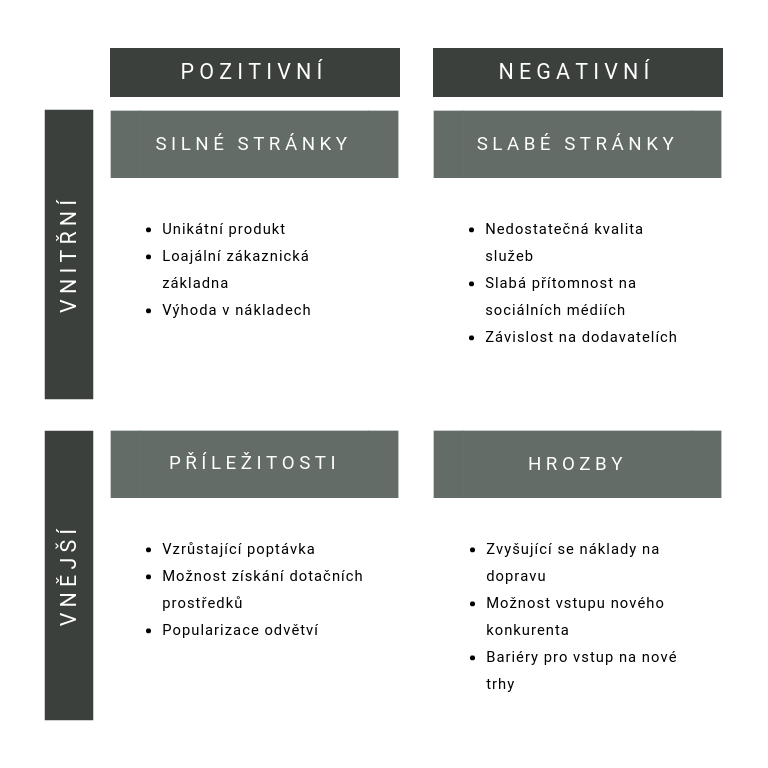 POZITIVNÍ
NEGATIVNÍ
VNITŘNÍ
SILNÉ STRÁNKY
• Unikátní produkt
• Loajální zákaznická
základna
• Výhoda v nákladech
SLABÉ STRÁNKY
• Nedostatečná kvalita
služeb
• Slabá přítomnost na
sociálních médiích
• Závislost na dodavatelích
VNĚJŠÍ
PŘÍLEŽITOSTI
• Vzrůstající poptávka
• Možnost získání dotačních
prostředků
• Popularizace odvětví
HROZBY
• Zvyšující se náklady na
dopravu
• Možnost vstupu nového
konkurenta
• Bariéry pro vstup na nové
trhy